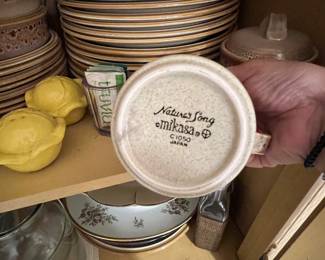 Nature's Song
mikasa
C1050
JAPAN